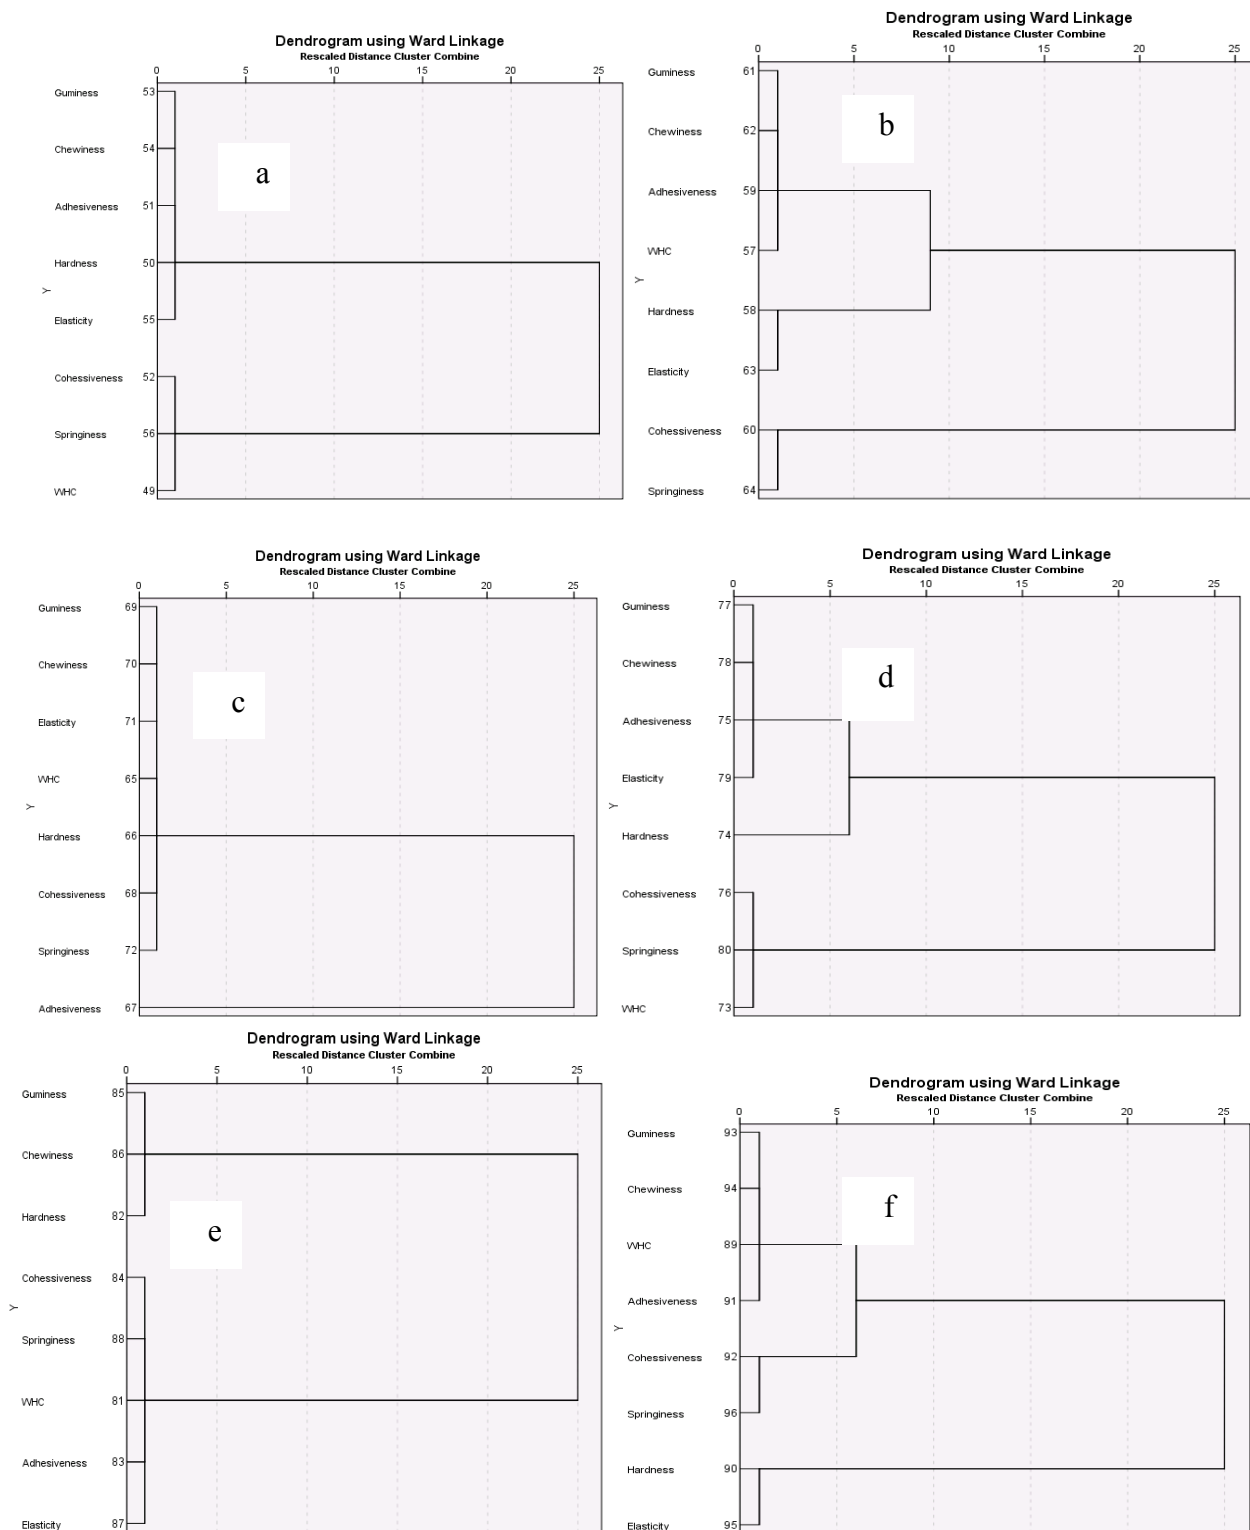 Dendrogram using Ward Linkage
Rescaled Distance Cluster Combine
0 5 10 15 20 25
Guminess 53
Chewiness 54
a
Adhesiveness 51
Hardness 50
Y
Elasticity 55
Cohessiveness 52
Springiness 56
WHC 49
Dendrogram using Ward Linkage
Rescaled Distance Cluster Combine
0 5 10 15 20 25
Guminess 61
b
Chewiness 62
Adhesiveness 59
WHC 57
Y
Hardness 58
Elasticity 63
Cohessiveness 60
Springiness 64
Dendrogram using Ward Linkage
Rescaled Distance Cluster Combine
0 5 10 15 20 25
Guminess 69
Chewiness 70
c
Elasticity 71
WHC 65
Y
Hardness 66
Cohessiveness 68
Springiness 72
Adhesiveness 67
Dendrogram using Ward Linkage
Rescaled Distance Cluster Combine
0 5 10 15 20 25
Guminess 77
Chewiness 78
d
Adhesiveness 75
Elasticity 79
Y
Hardness 74
Cohessiveness 76
Springiness 80
WHC 73
Dendrogram using Ward Linkage
Rescaled Distance Cluster Combine
0 5 10 15 20 25
Guminess 85
Chewiness 86
Hardness 82
e
Cohessiveness 84
Y
Springiness 88
WHC 81
Adhesiveness 83
Elasticity 87
Dendrogram using Ward Linkage
Rescaled Distance Cluster Combine
0 5 10 15 20 25
Guminess 93
Chewiness 94
f
WHC 89
Adhesiveness 91
Y
Cohessiveness 92
Springiness 96
Hardness 90
Elasticity 95